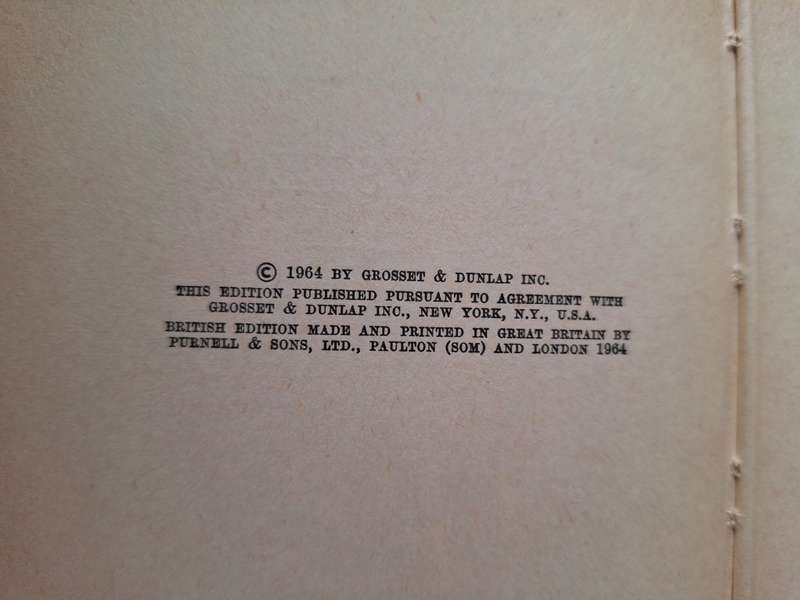 © 1964 BY GROSSET & DUNLAP INC.
THIS EDITION PUBLISHED PURSUANT TO AGREEMENT WITH
GROSSET & DUNLAP INC., NEW YORK, N.Y., U.S.A.
BRITISH EDITION MADE AND PRINTED IN GREAT BRITAIN BY
PURNELL & SONS, LTD., PAULTON (SOM) AND LONDON 1964